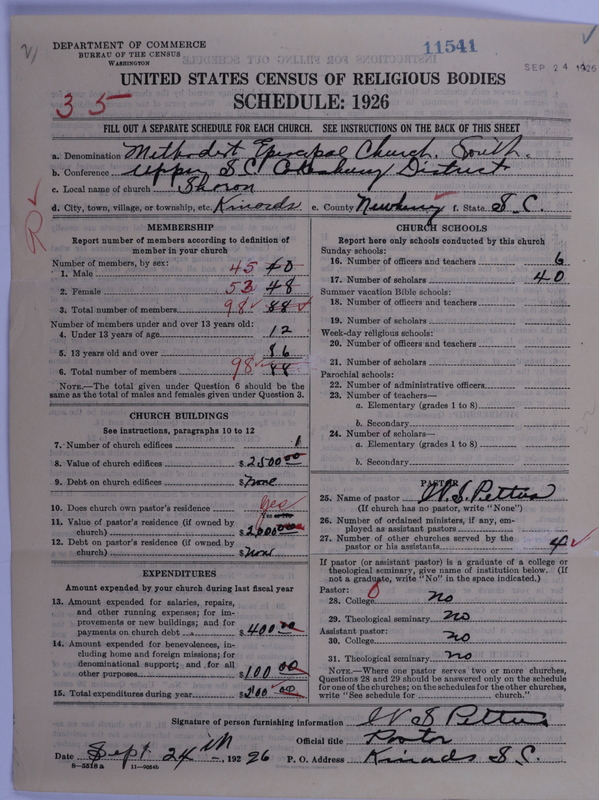 DEPARTMENT OF COMMERCE
BUREAU OF THE CENSUS
WASHINGTON
11541
SEP 24 1926
UNITED STATES CENSUS OF RELIGIOUS BODIES
SCHEDULE: 1926
35
FILL OUT A SEPARATE SCHEDULE FOR EACH CHURCH. SEE INSTRUCTIONS ON THE BACK OF THIS SHEET
a. Denomination Methodist Episcopal Church, South.
b. Conference Upper S.C. Cokesbury District
c. Local name of church Sharon
d. City, town, village, or township, etc. Kinards e. County Newberry f. State S.C.
R
MEMBERSHIP
Report number of members according to definition of member in your church
Number of members, by sex:
1. Male 45 40
2. Female 53 48
3. Total number of members 98 88
Number of members under and over 13 years old:
4. Under 13 years of age 12
5. 13 years old and over 86
6. Total number of members 98 88
NOTE.—The total given under Question 6 should be the
same as the total of males and females given under Question 3.
CHURCH BUILDINGS
See instructions, paragraphs 10 to 12
7. Number of church edifices 1
8. Value of church edifices $2500 00
9. Debt on church edifices $None
10. Does church own pastor's residence yes
11. Value of pastor's residence (if owned by
church) $2000 00
12. Debt on pastor's residence (if owned by
church) $None
EXPENDITURES
Amount expended by your church during last fiscal year
13. Amount expended for salaries, repairs,
and other running expenses; for im-
provements or new buildings; and for
payments on church debt $400 00
14. Amount expended for benevolences, in-
cluding home and foreign missions; for
denominational support; and for all
other purposes $100 00
15. Total expenditures during year $ 00
CHURCH SCHOOLS
Report here only schools conducted by this church
Sunday schools:
16. Number of officers and teachers 6
17. Number of scholars 40
Summer vacation Bible schools:
18. Number of officers and teachers
19. Number of scholars
Week-day religious schools:
20. Number of officers and teachers
21. Number of scholars
Parochial schools:
22. Number of administrative officers
23. Number of teachers—
a. Elementary (grades 1 to 8)
b. Secondary
24. Number of scholars—
a. Elementary (grades 1 to 8)
b. Secondary
PASTOR
25. Name of pastor W. S. Pettus
(If church has no pastor, write "None")
26. Number of ordained ministers, if any, em-
ployed as assistant pastors
27. Number of other churches served by the
pastor or his assistants 4
If pastor (or assistant pastor) is a graduate of a college or
theological seminary, give name of institution below. (If
not a graduate, write "No" in the space indicated.)
Pastor: 0
28. College no
29. Theological seminary no
Assistant pastor:
30. College no
31. Theological seminary no
NOTE.—Where one pastor serves two or more churches,
Questions 28 and 29 should be answered only on the schedule
for one of the churches; on the schedules for the other churches,
write "See schedule for church."
Signature of person furnishing information W S Pettus
Official title Pastor
Date Sept 24th, 1926 P. O. Address Kinards S.C.
8-5518 a 11-9064b